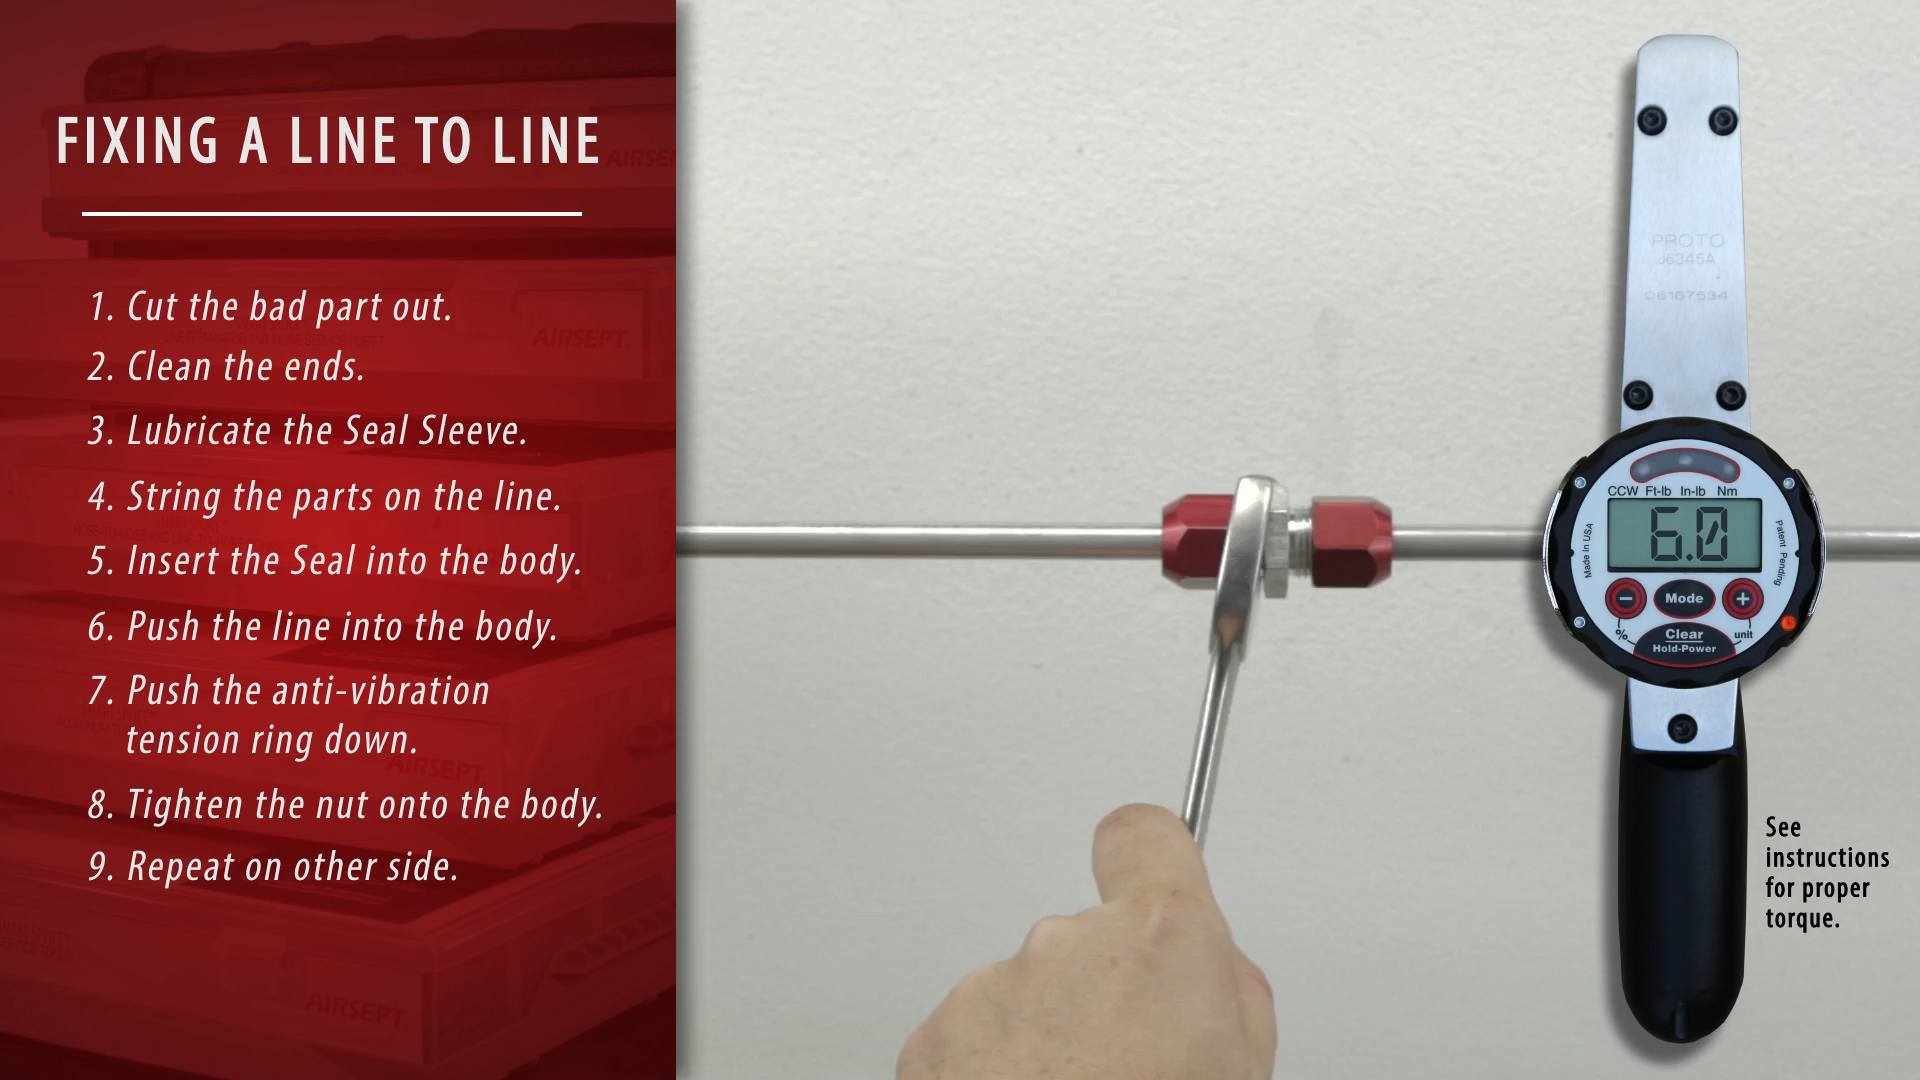 FIXING A LINE TO LINE
1. Cut the bad part out.
2. Clean the ends.
3. Lubricate the Seal Sleeve.
4. String the parts on the line.
5. Insert the Seal into the body.
6. Push the line into the body.
7. Push the anti-vibration
tension ring down.
8. Tighten the nut onto the body.
9. Repeat on other side.
AIRSEPT
AIRSEPT
AIRSEPT
AIRSEPT
PROTO
J6345A
CCW Ft-lb In-lb Nm
6.0
Made In USA
Patent Pending
Mode
%
unit
Clear
Hold-Power
See
instructions
for proper
torque.